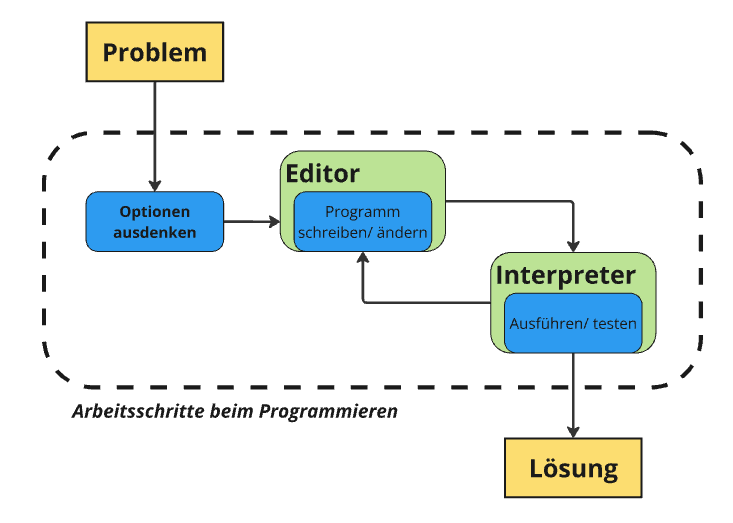 Problem
Optionen
ausdenken
Editor
Programm
schreiben/ ändern
Interpreter
Ausführen/ testen
Arbeitsschritte beim Programmieren
Lösung